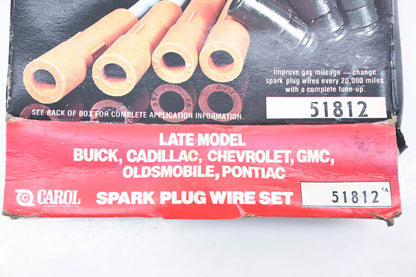 Improve gas mileage — change
spark plug wires every 20,000 miles
with a complete tune-up.
51812
SEE BACK OF BOX FOR COMPLETE APPLICATION INFORMATION.
LATE MODEL
BUICK, CADILLAC, CHEVROLET, GMC,
OLDSMOBILE, PONTIAC
CAROL SPARK PLUG WIRE SET 51812 1A